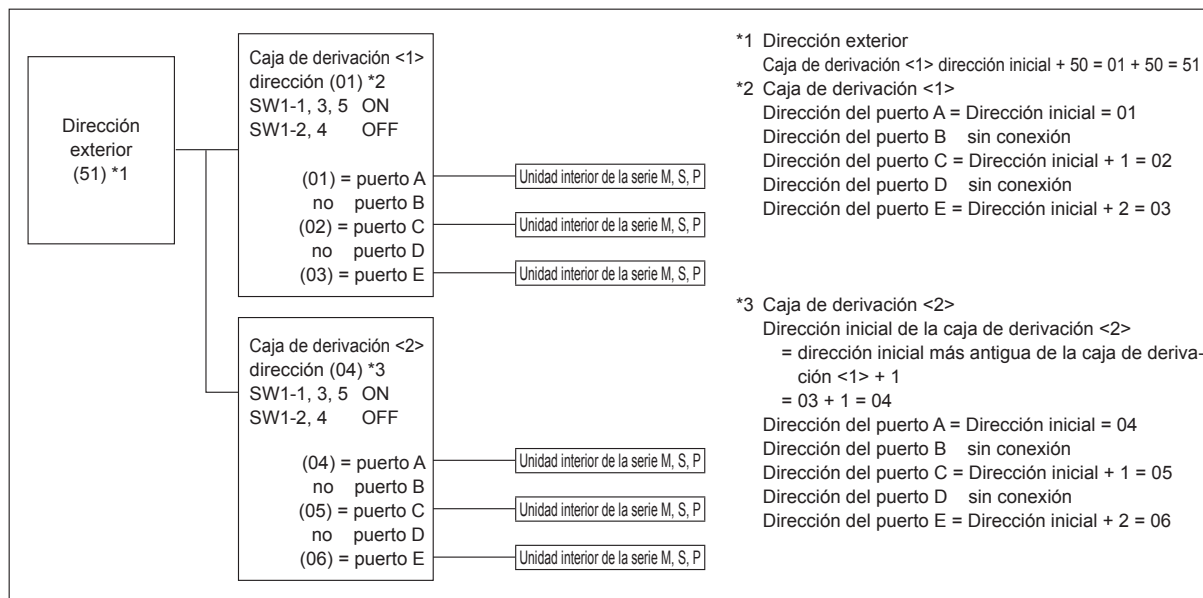 Dirección
exterior
(51) *1
Caja de derivación <1>
dirección (01) *2
SW1-1, 3, 5 ON
SW1-2, 4 OFF
(01) = puerto A
no puerto B
(02) = puerto C
no puerto D
(03) = puerto E
Unidad interior de la serie M, S, P
Unidad interior de la serie M, S, P
Unidad interior de la serie M, S, P
Caja de derivación <2>
dirección (04) *3
SW1-1, 3, 5 ON
SW1-2, 4 OFF
(04) = puerto A
no puerto B
(05) = puerto C
no puerto D
(06) = puerto E
Unidad interior de la serie M, S, P
Unidad interior de la serie M, S, P
Unidad interior de la serie M, S, P
*1 Dirección exterior
Caja de derivación <1> dirección inicial + 50 = 01 + 50 = 51
*2 Caja de derivación <1>
Dirección del puerto A = Dirección inicial = 01
Dirección del puerto B sin conexión
Dirección del puerto C = Dirección inicial + 1 = 02
Dirección del puerto D sin conexión
Dirección del puerto E = Dirección inicial + 2 = 03
*3 Caja de derivación <2>
Dirección inicial de la caja de derivación <2>
= dirección inicial más antigua de la caja de deriva-
ción <1> + 1
= 03 + 1 = 04
Dirección del puerto A = Dirección inicial = 04
Dirección del puerto B sin conexión
Dirección del puerto C = Dirección inicial + 1 = 05
Dirección del puerto D sin conexión
Dirección del puerto E = Dirección inicial + 2 = 06